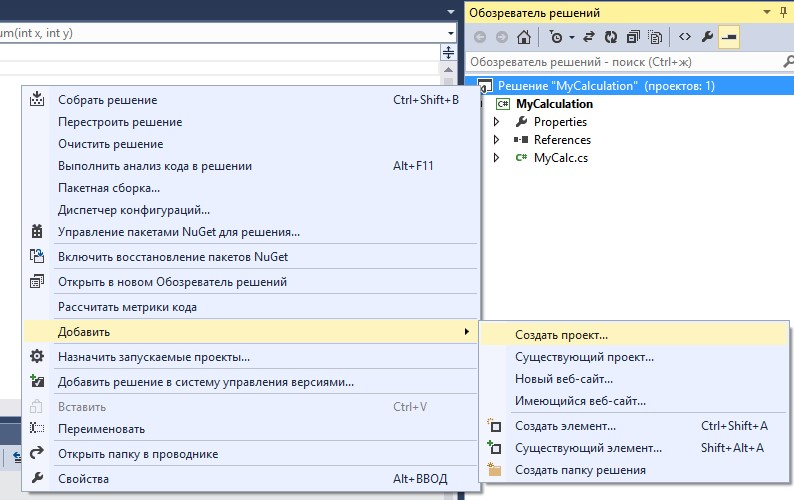 um(int x, int y)
Обозреватель решений
Обозреватель решений - поиск (Ctrl+ж)
Решение "MyCalculation" (проектов: 1)
C# MyCalculation
Properties
References
C# MyCalc.cs
Собрать решение Ctrl+Shift+B
Перестроить решение
Очистить решение
Выполнить анализ кода в решении Alt+F11
Пакетная сборка...
Диспетчер конфигураций...
Управление пакетами NuGet для решения...
Включить восстановление пакетов NuGet
Открыть в новом Обозреватель решений
Рассчитать метрики кода
Добавить
Назначить запускаемые проекты...
Добавить решение в систему управления версиями...
Вставить Ctrl+V
Переименовать
Открыть папку в проводнике
Свойства Alt+ВВОД
Создать проект...
Существующий проект...
Новый веб-сайт...
Имеющийся веб-сайт...
Создать элемент... Ctrl+Shift+A
Существующий элемент... Shift+Alt+A
Создать папку решения